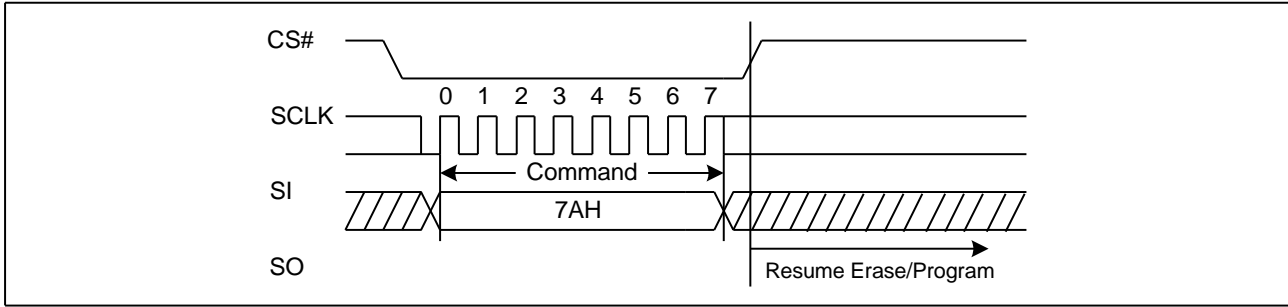 CS#
0 1 2 3 4 5 6 7
SCLK
Command
SI
7AH
SO
Resume Erase/Program